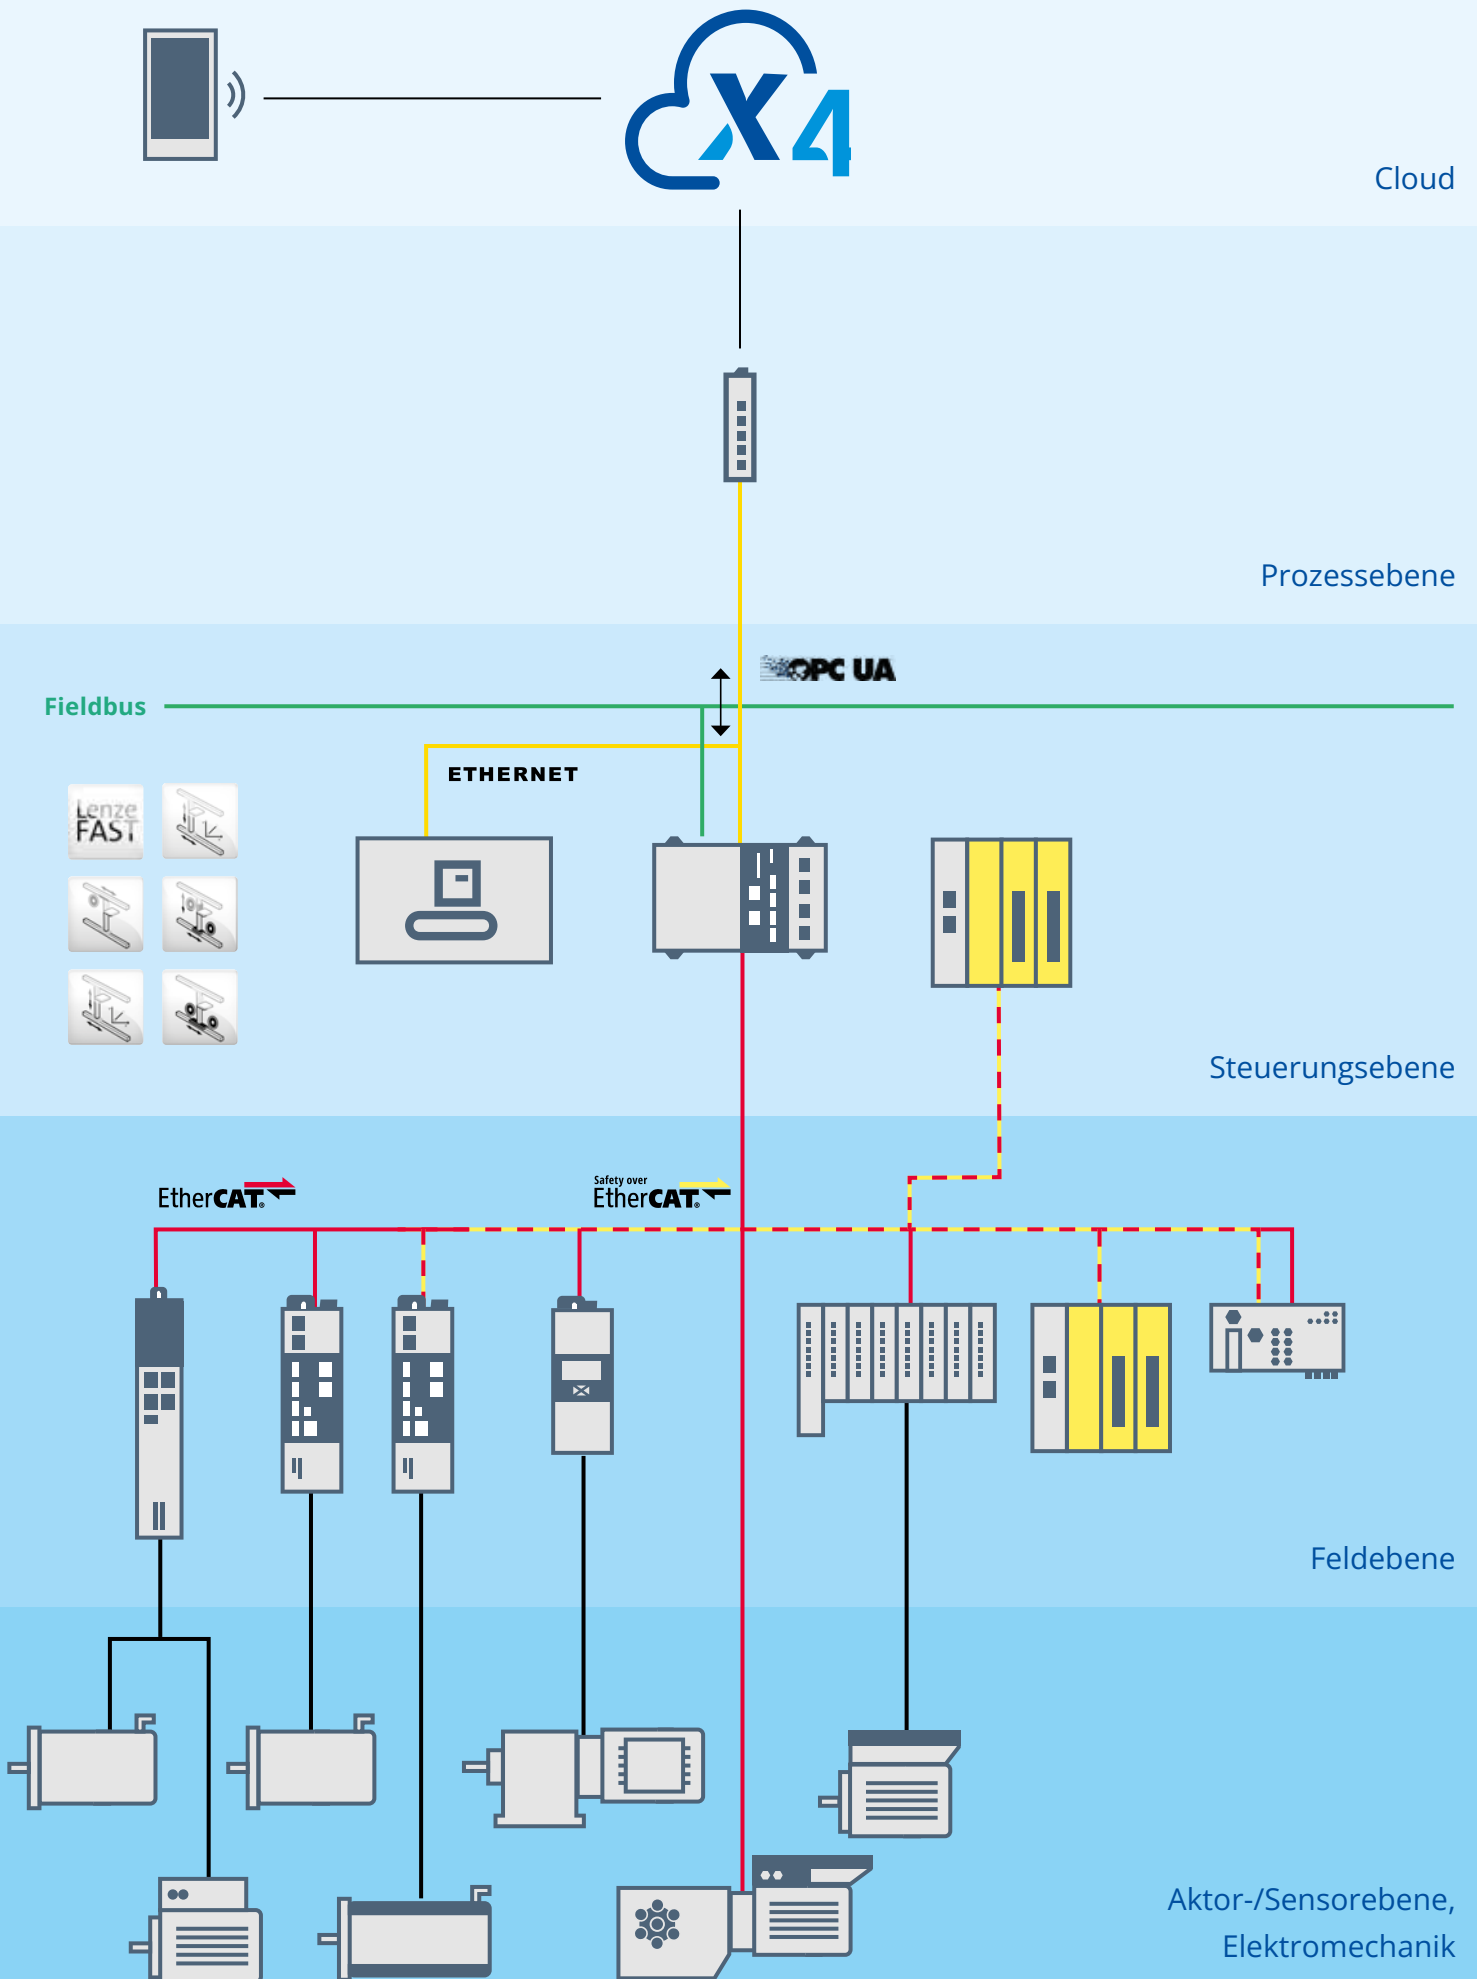 X4
Cloud
Prozessebene
OPC UA
Fieldbus
ETHERNET
Lenze
FAST
Steuerungsebene
EtherCAT®
Safety over
EtherCAT®
Feldebene
Aktor-/Sensorebene,
Elektromechanik